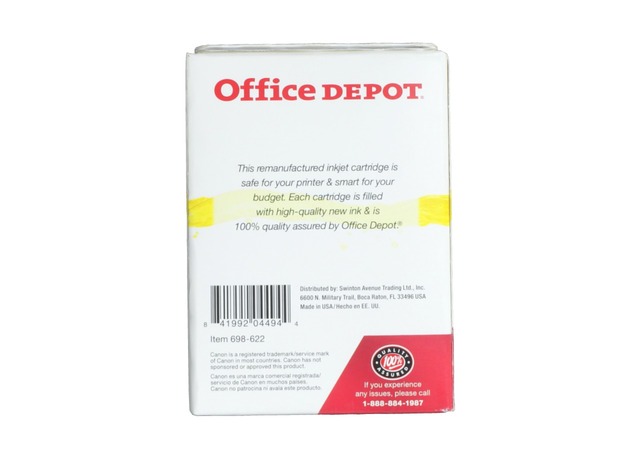 Office DEPOT®
This remanufactured inkjet cartridge is
safe for your printer & smart for your
budget. Each cartridge is filled
with high-quality new ink & is
100% quality assured by Office Depot.®
8 41992 04494 4
Item 698-622
Distributed by: Swinton Avenue Trading Ltd., Inc.
6600 N. Military Trail, Boca Raton, FL 33496 USA
Made in USA/Hecho en EE. UU.
Canon is a registered trademark/service mark
of Canon in most countries. Canon has not
sponsored or approved this product.
Canon es una marca comercial registrada/
servicio de Canon en muchos países.
Canon no patrocina ni avala este producto.
QUALITY
100%
ASSURED
If you experience
any issues, please call
1-888-884-1987